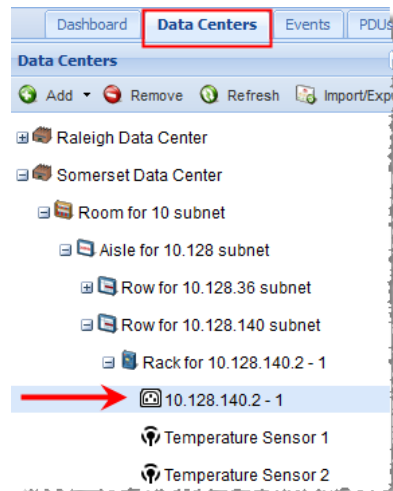 Dashboard Data Centers Events PDUs
Data Centers
Add Remove Refresh Import/Exp
Raleigh Data Center
Somerset Data Center
Room for 10 subnet
Aisle for 10.128 subnet
Row for 10.128.36 subnet
Row for 10.128.140 subnet
Rack for 10.128.140.2 - 1
10.128.140.2 - 1
Temperature Sensor 1
Temperature Sensor 2